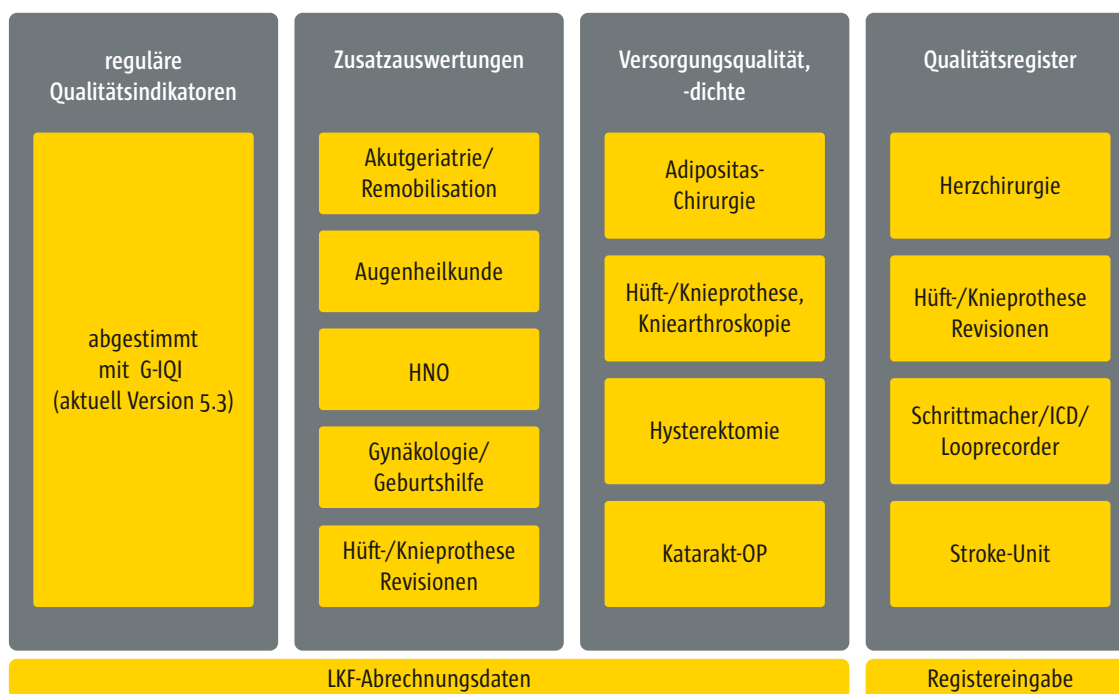 reguläre
Qualitätsindikatoren
abgestimmt
mit G-IQI
(aktuell Version 5.3)
Zusatzauswertungen
Akutgeriatrie/
Remobilisation
Augenheilkunde
HNO
Gynäkologie/
Geburtshilfe
Hüft-/Knieprothese
Revisionen
Versorgungsqualität,
-dichte
Adipositas-
Chirurgie
Hüft-/Knieprothese,
Kniearthroskopie
Hysterektomie
Katarakt-OP
Qualitätsregister
Herzchirurgie
Hüft-/Knieprothese
Revisionen
Schrittmacher/ICD/
Looprecorder
Stroke-Unit
LKF-Abrechnungsdaten
Registereingabe